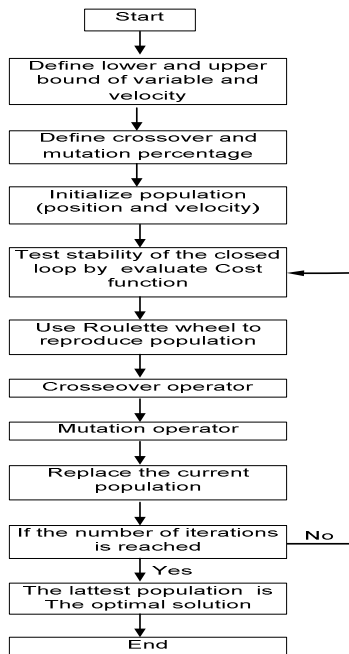 Start
Define lower and upper
bound of variable and
velocity
Define crossover and
mutation percentage
Initialize population
(position and velocity)
Test stability of the closed
loop by evaluate Cost
function
Use Roulette wheel to
reproduce population
Crosseover operator
Mutation operator
Replace the current
population
If the number of iterations
is reached
No
Yes
The lattest population is
The optimal solution
End